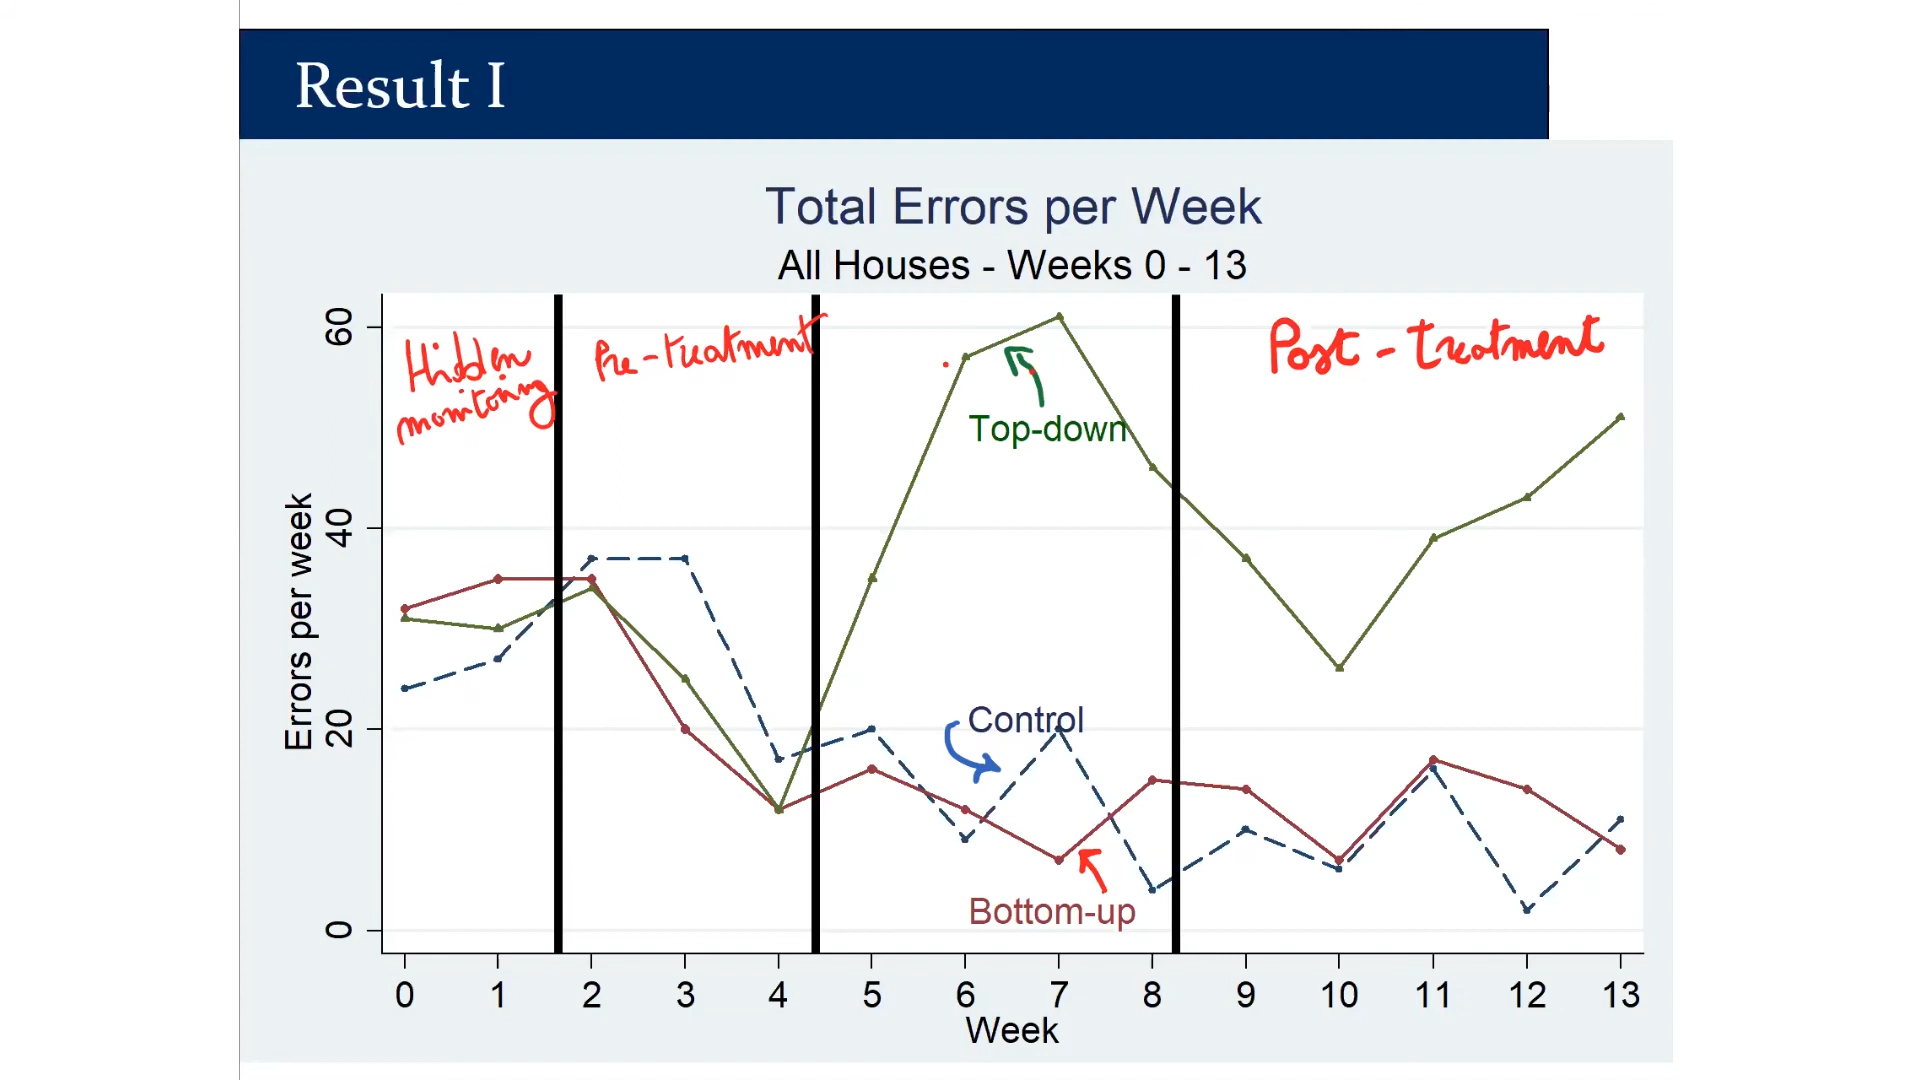 Result I
Total Errors per Week
All Houses - Weeks 0 - 13
Hidden
monitoring
Pre-treatment
Post-treatment
Top-down
Control
Bottom-up
Errors per week
60
40
20
0
0 1 2 3 4 5 6 7 8 9 10 11 12 13
Week